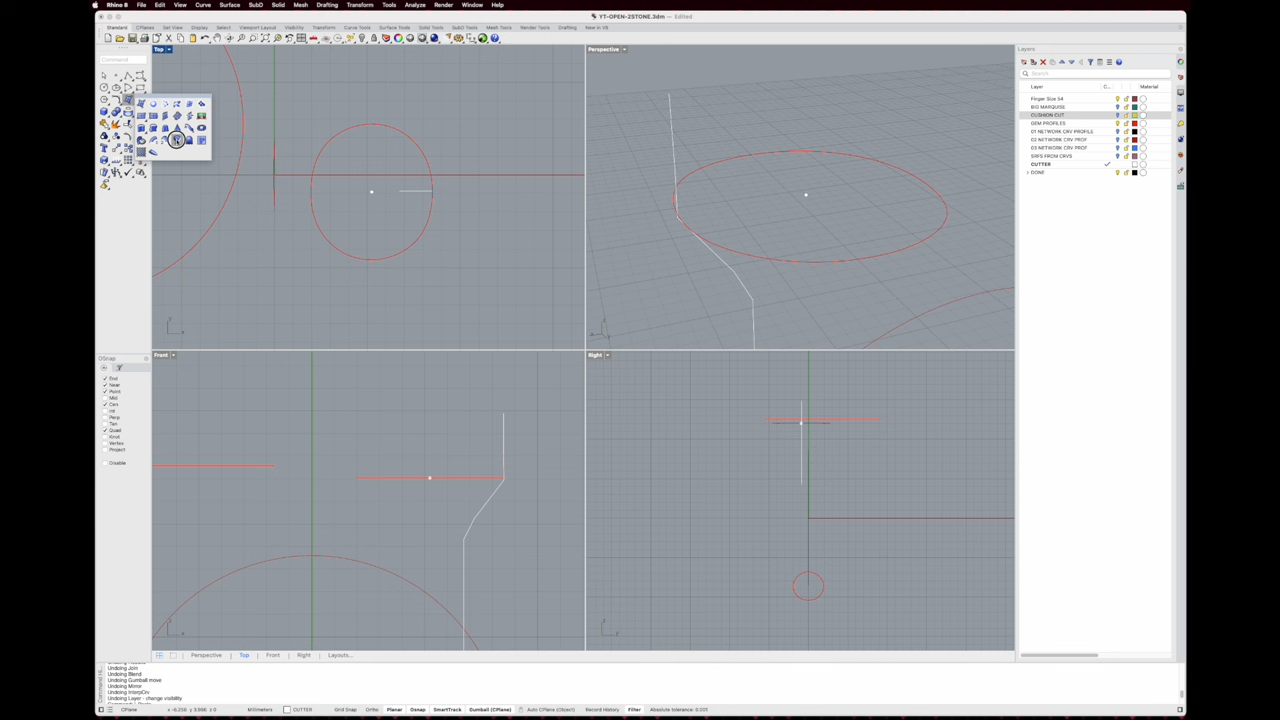 Rhino 8 File Edit View Curve Surface SubD Solid Mesh Drafting Transform Tools Analyze Render Window Help
YT-OPEN-2STONE.3dm — Edited
Standard CPlanes Set View Display Select Viewport Layout Visibility Transform Curve Tools Surface Tools Solid Tools SubD Tools Mesh Tools Render Tools Drafting New in V8
Top
Perspective
Layers
Command
Search
Layer C... Material
Finger Size 54
BIG MARQUISE
CUSHION CUT
GEM PROFILES
01 NETWORK CRV PROFILE
02 NETWORK CRV PROF
03 NETWORK CRV PROF
SRFS FROM CRVS
CUTTER
DONE
Front
Right
OSnap
End
Near
Point
Mid
Cen
Int
Perp
Tan
Quad
Knot
Vertex
Project
Disable
Perspective Top Front Right Layouts...
Undoing Join
Undoing Blend
Undoing Gumball move
Undoing Mirror
Undoing InterpCrv
Undoing Layer - change visibility
CPlane x -6.256 y 3.996 z 0 Millimeters CUTTER Grid Snap Ortho Planar Osnap SmartTrack Gumball (CPlane) Auto CPlane (Object) Record History Filter Absolute tolerance: 0.001